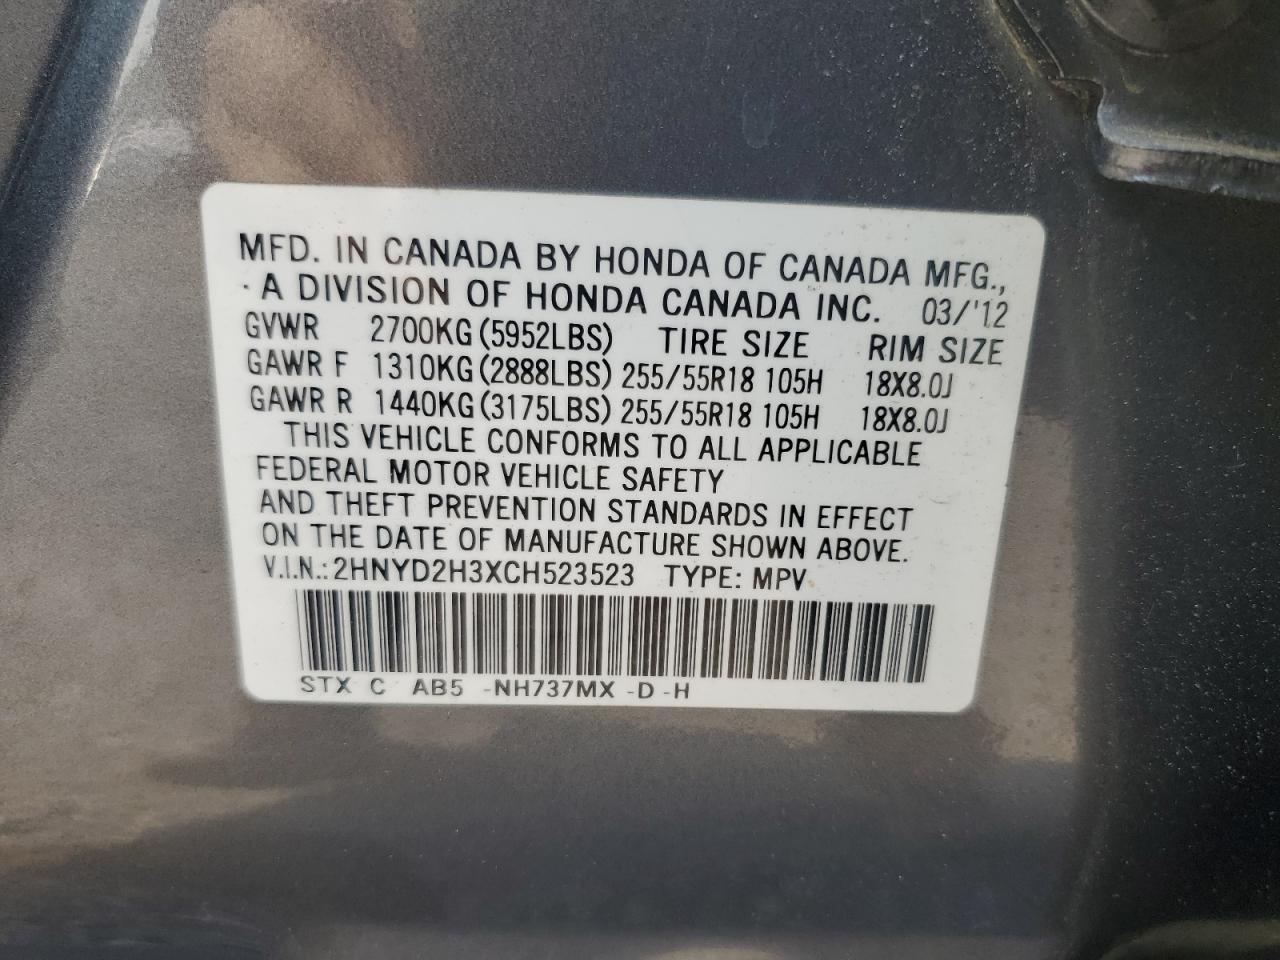 MFD. IN CANADA BY HONDA OF CANADA MFG.,
A DIVISION OF HONDA CANADA INC. 03/'12
GVWR 2700KG (5952LBS) TIRE SIZE RIM SIZE
GAWR F 1310KG (2888LBS) 255/55R18 105H 18X8.0J
GAWR R 1440KG (3175LBS) 255/55R18 105H 18X8.0J
THIS VEHICLE CONFORMS TO ALL APPLICABLE
FEDERAL MOTOR VEHICLE SAFETY
AND THEFT PREVENTION STANDARDS IN EFFECT
ON THE DATE OF MANUFACTURE SHOWN ABOVE.
V.I.N.: 2HNYD2H3XCH523523 TYPE: MPV
STX C AB5 -NH737MX -D -H